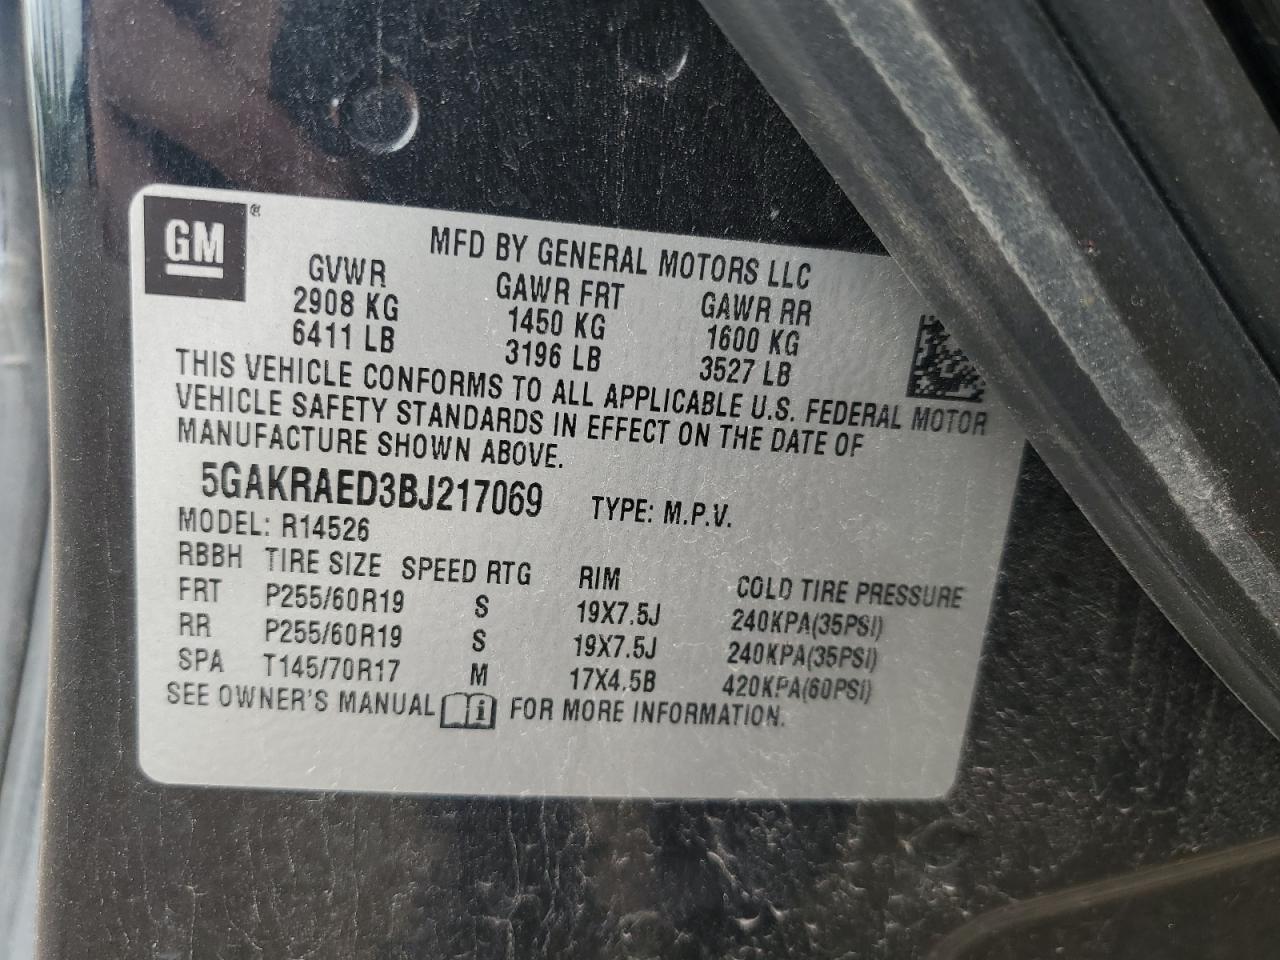 GM ®
MFD BY GENERAL MOTORS LLC
GVWR GAWR FRT GAWR RR
2908 KG 1450 KG 1600 KG
6411 LB 3196 LB 3527 LB
THIS VEHICLE CONFORMS TO ALL APPLICABLE U.S. FEDERAL MOTOR
VEHICLE SAFETY STANDARDS IN EFFECT ON THE DATE OF
MANUFACTURE SHOWN ABOVE.
5GAKRAED3BJ217069 TYPE: M.P.V.
MODEL: R14526
RBBH TIRE SIZE SPEED RTG RIM COLD TIRE PRESSURE
FRT P255/60R19 S 19X7.5J 240KPA(35PSI)
RR P255/60R19 S 19X7.5J 240KPA(35PSI)
SPA T145/70R17 M 17X4.5B 420KPA(60PSI)
SEE OWNER'S MANUAL i FOR MORE INFORMATION.